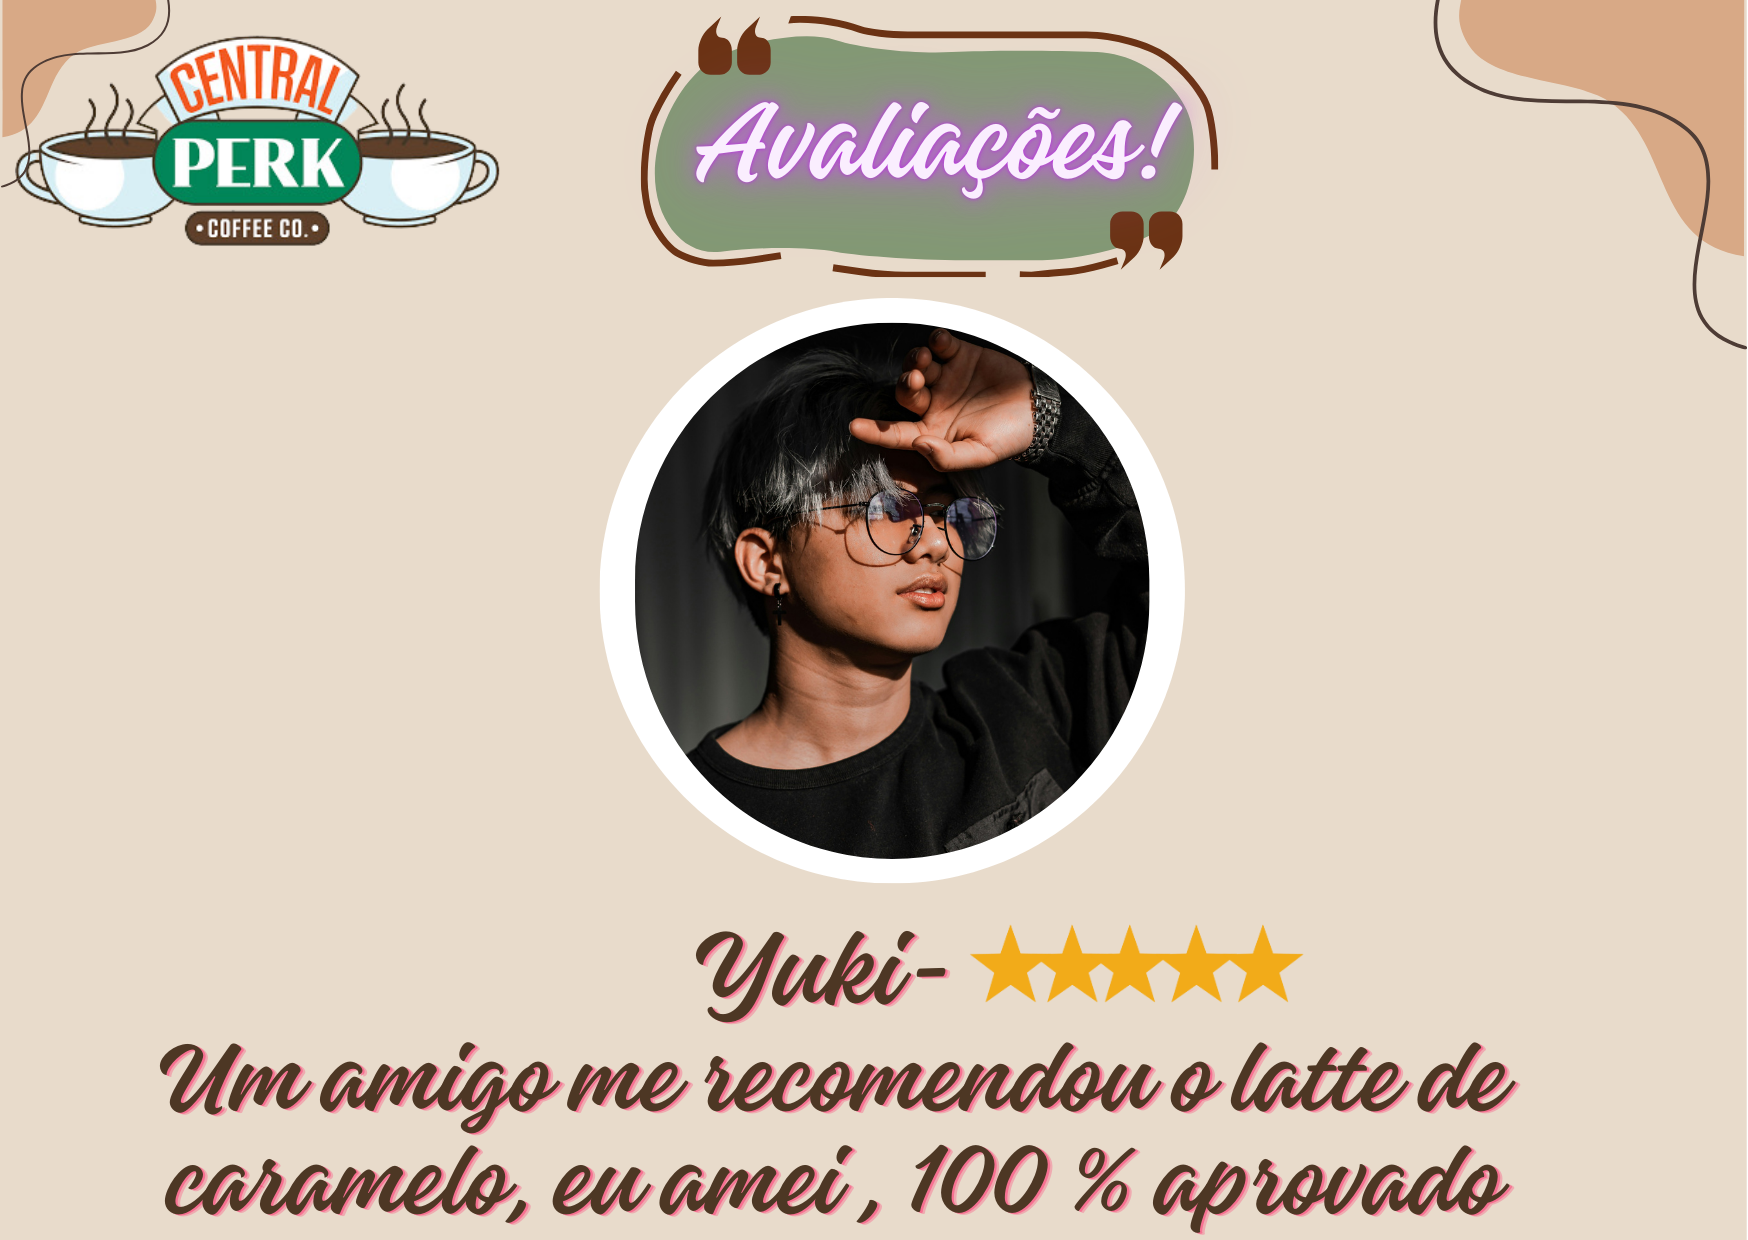 CENTRAL
PERK
• COFFEE CO. •
Avaliações!
Yuki- ★★★★★
Um amigo me recomendou o latte de
caramelo, eu amei , 100 % aprovado